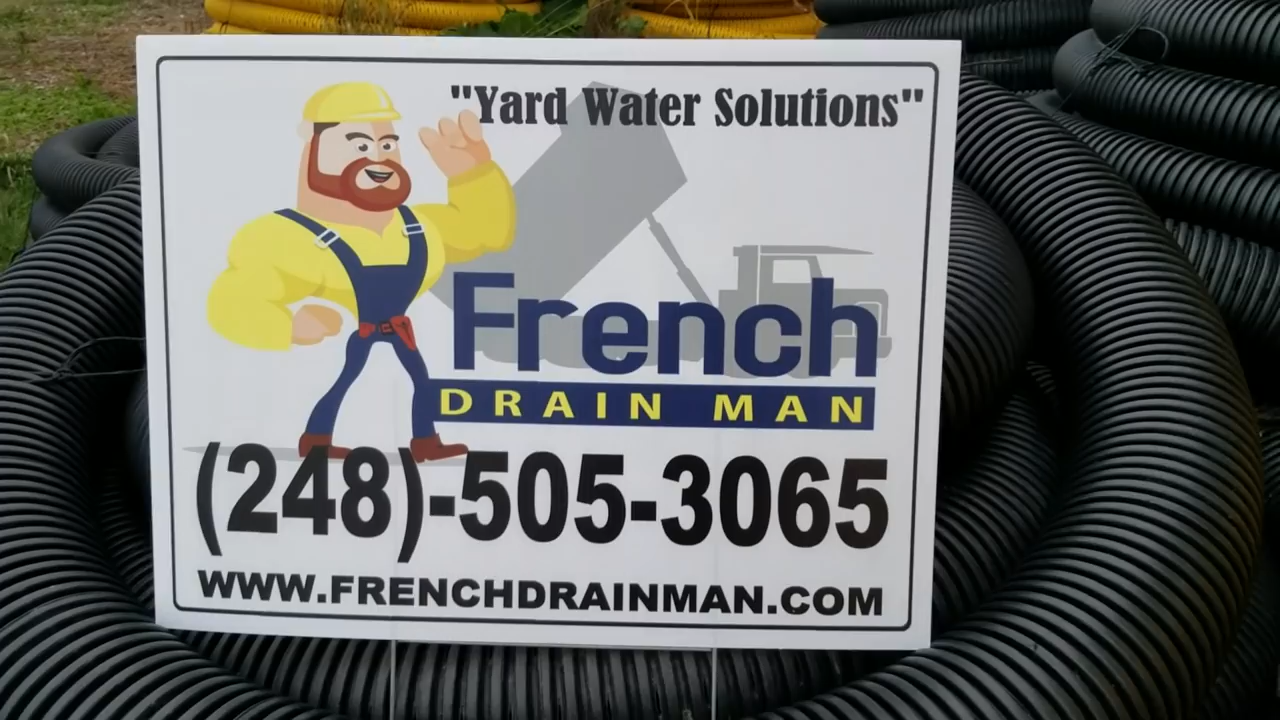 "Yard Water Solutions"
French
DRAIN MAN
(248)-505-3065
WWW.FRENCHDRAINMAN.COM